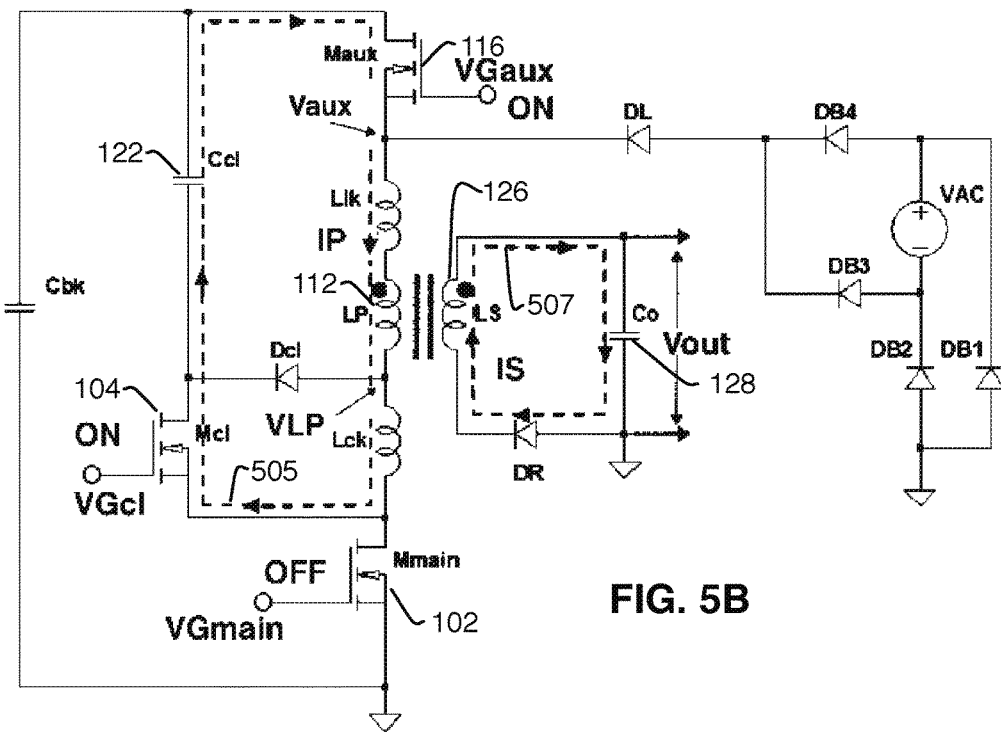 Maux
116
VGaux
ON
Vaux
DL
DB4
122
Ccl
Llk
126
VAC
+
−
IP
Cbk
112
LP
LS
507
Co
DB3
Vout
128
IS
DB2
DB1
Dcl
104
ON
Mcl
VLP
Lck
DR
VGcl
505
OFF
Mmain
VGmain
102
FIG. 5B